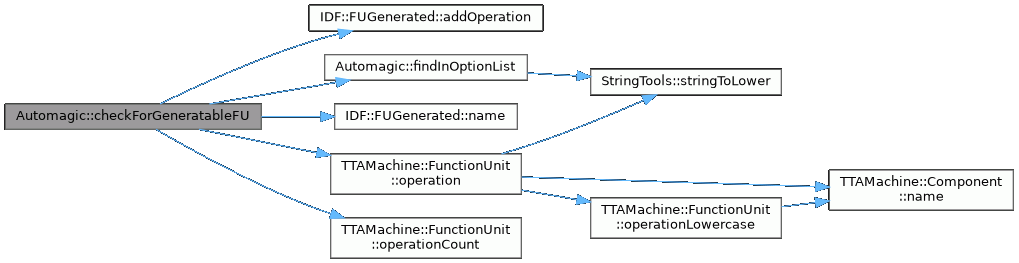 IDF::FUGenerated::addOperation
Automagic::findInOptionList
StringTools::stringToLower
Automagic::checkForGeneratableFU
IDF::FUGenerated::name
TTAMachine::FunctionUnit
::operation
TTAMachine::Component
::name
TTAMachine::FunctionUnit
::operationLowercase
TTAMachine::FunctionUnit
::operationCount